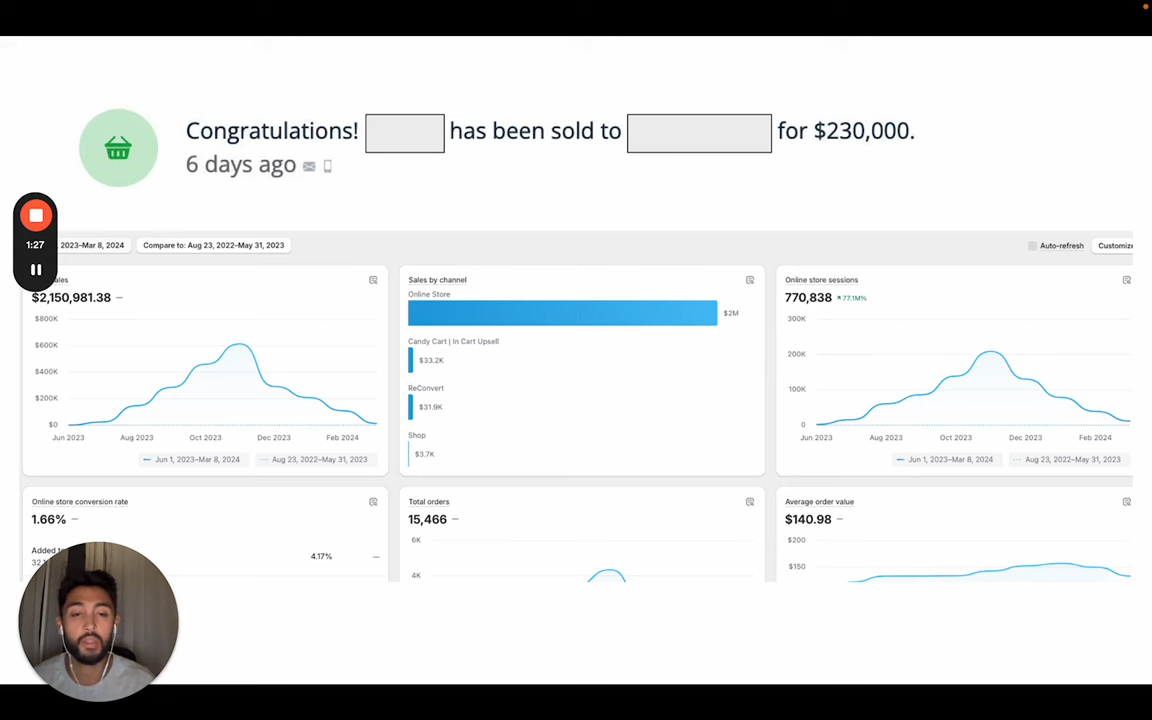 Congratulations! has been sold to for $230,000.
6 days ago
1:27
2023–Mar 8, 2024
Compare to: Aug 23, 2022–May 31, 2023
Auto-refresh
Customize
ales
$2,150,981.38 –
$800K
$600K
$400K
$200K
$0
Jun 2023 Aug 2023 Oct 2023 Dec 2023 Feb 2024
Jun 1, 2023–Mar 8, 2024 Aug 23, 2022–May 31, 2023
Sales by channel
Online Store
$2M
Candy Cart | In Cart Upsell
$33.2K
ReConvert
$31.9K
Shop
$3.7K
Online store sessions
770,838 77.1M%
300K
200K
100K
0
Jun 2023 Aug 2023 Oct 2023 Dec 2023 Feb 2024
Jun 1, 2023–Mar 8, 2024 Aug 23, 2022–May 31, 2023
Online store conversion rate
1.66% –
Added t
32.
4.17% –
Total orders
15,466 –
6K
4K
Average order value
$140.98 –
$200
$150